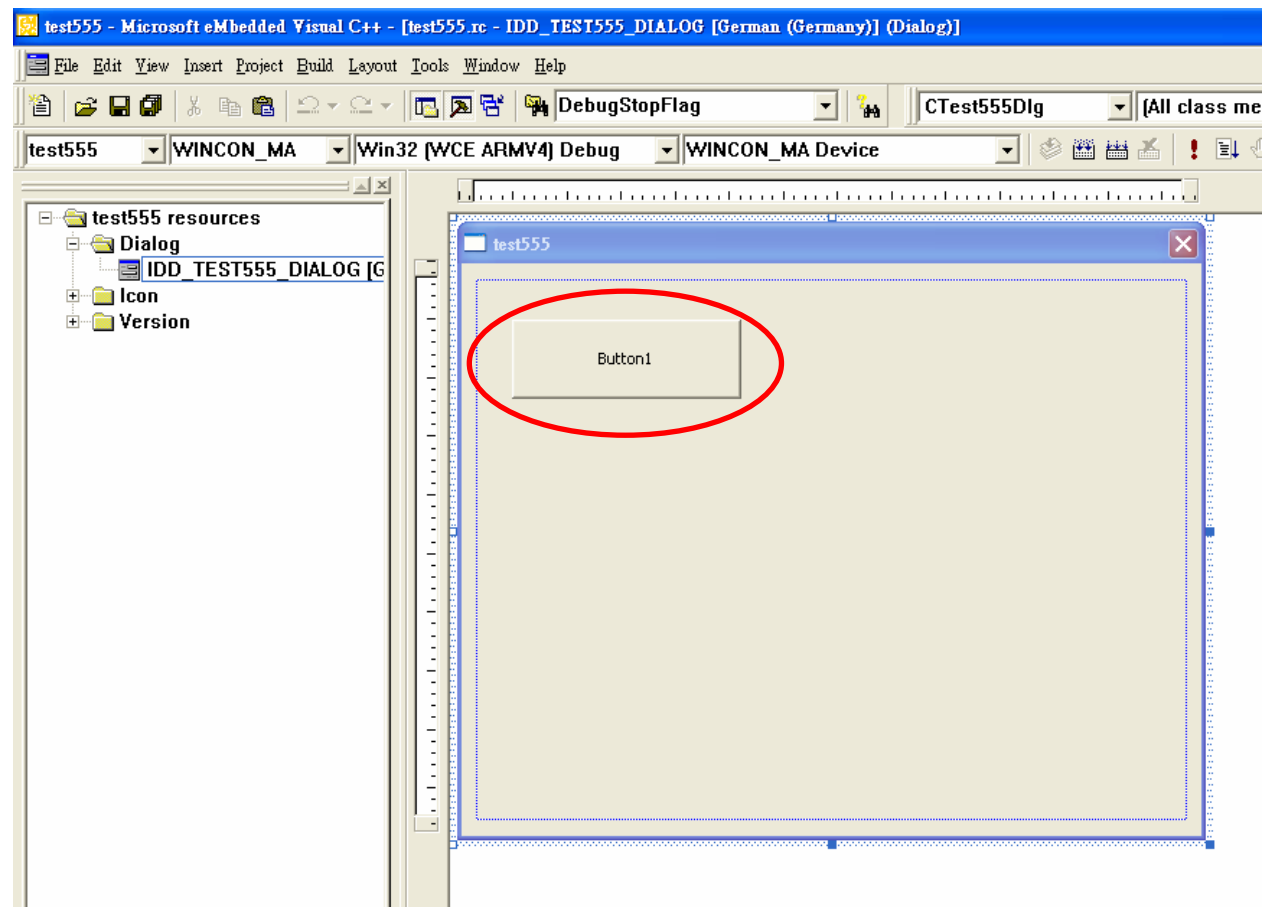 test555 - Microsoft eMbedded Visual C++ - [test555.rc - IDD_TEST555_DIALOG [German (Germany)] (Dialog)]
File Edit View Insert Project Build Layout Tools Window Help
DebugStopFlag CTest555Dlg (All class me
test555 WINCON_MA Win32 (WCE ARMV4) Debug WINCON_MA Device
test555 resources
Dialog
IDD_TEST555_DIALOG [G
Icon
Version
test555
Button1